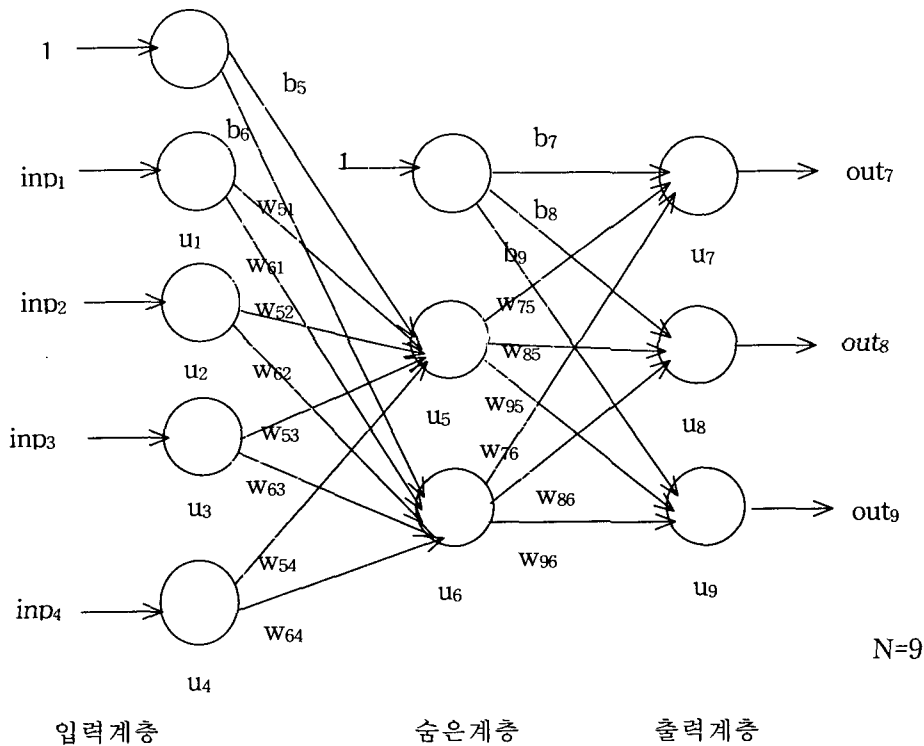 1
b₅
b₆
1
b₇
inp₁
out₇
w₅₁
b₈
u₁
w₆₁
b₉
u₇
inp₂
w₅₂
w₇₅
out₈
w₈₅
u₂
w₆₂
u₅
w₉₅
u₈
inp₃
w₅₃
w₇₆
w₆₃
w₈₆
u₃
out₉
w₅₄
w₉₆
u₆
u₉
inp₄
w₆₄
N=9
u₄
입력계층
숨은계층
출력계층